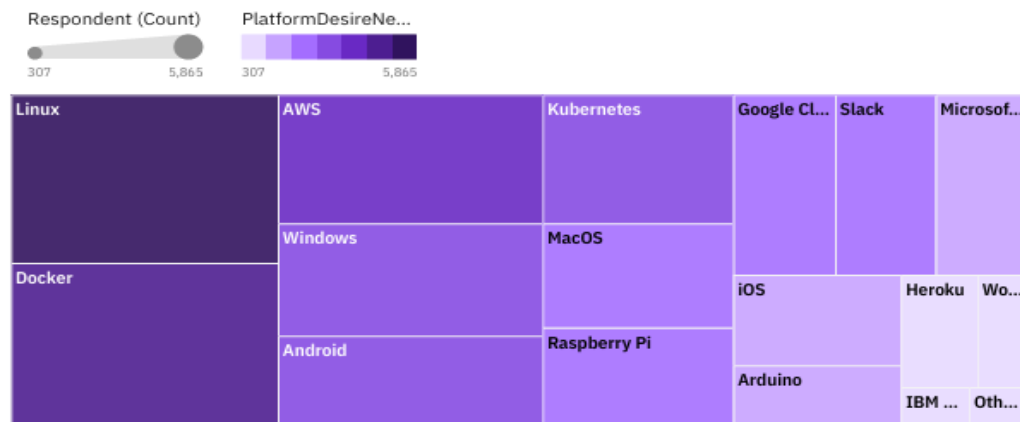 Respondent (Count) PlatformDesireNe...
307 5,865 307 5,865
Linux AWS Kubernetes Google Cl... Slack Microsof...
Windows MacOS
Docker iOS Heroku Wo...
Android Raspberry Pi
Arduino
IBM ... Oth...